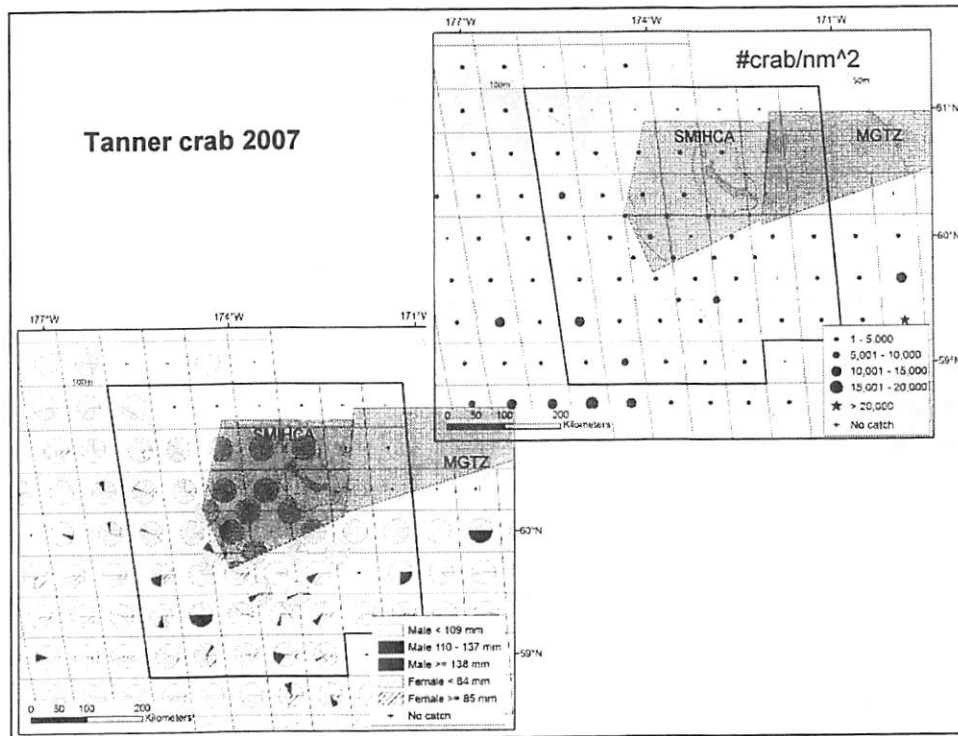 Tanner crab 2007
177°W 174°W 171°W
#crab/nm^2
100m
50m
61°N
SMIHCA
MGTZ
60°N
59°N
1 - 5,000
5,001 - 10,000
10,001 - 15,000
15,001 - 20,000
> 20,000
No catch
0 50 100 200
Kilometers
177°W 174°W 171°W
100m
SMIHCA
MGTZ
63°N
59°N
Male < 109 mm
Male 110 - 137 mm
Male >= 138 mm
Female < 84 mm
Female >= 85 mm
No catch
0 50 100 200
Kilometers